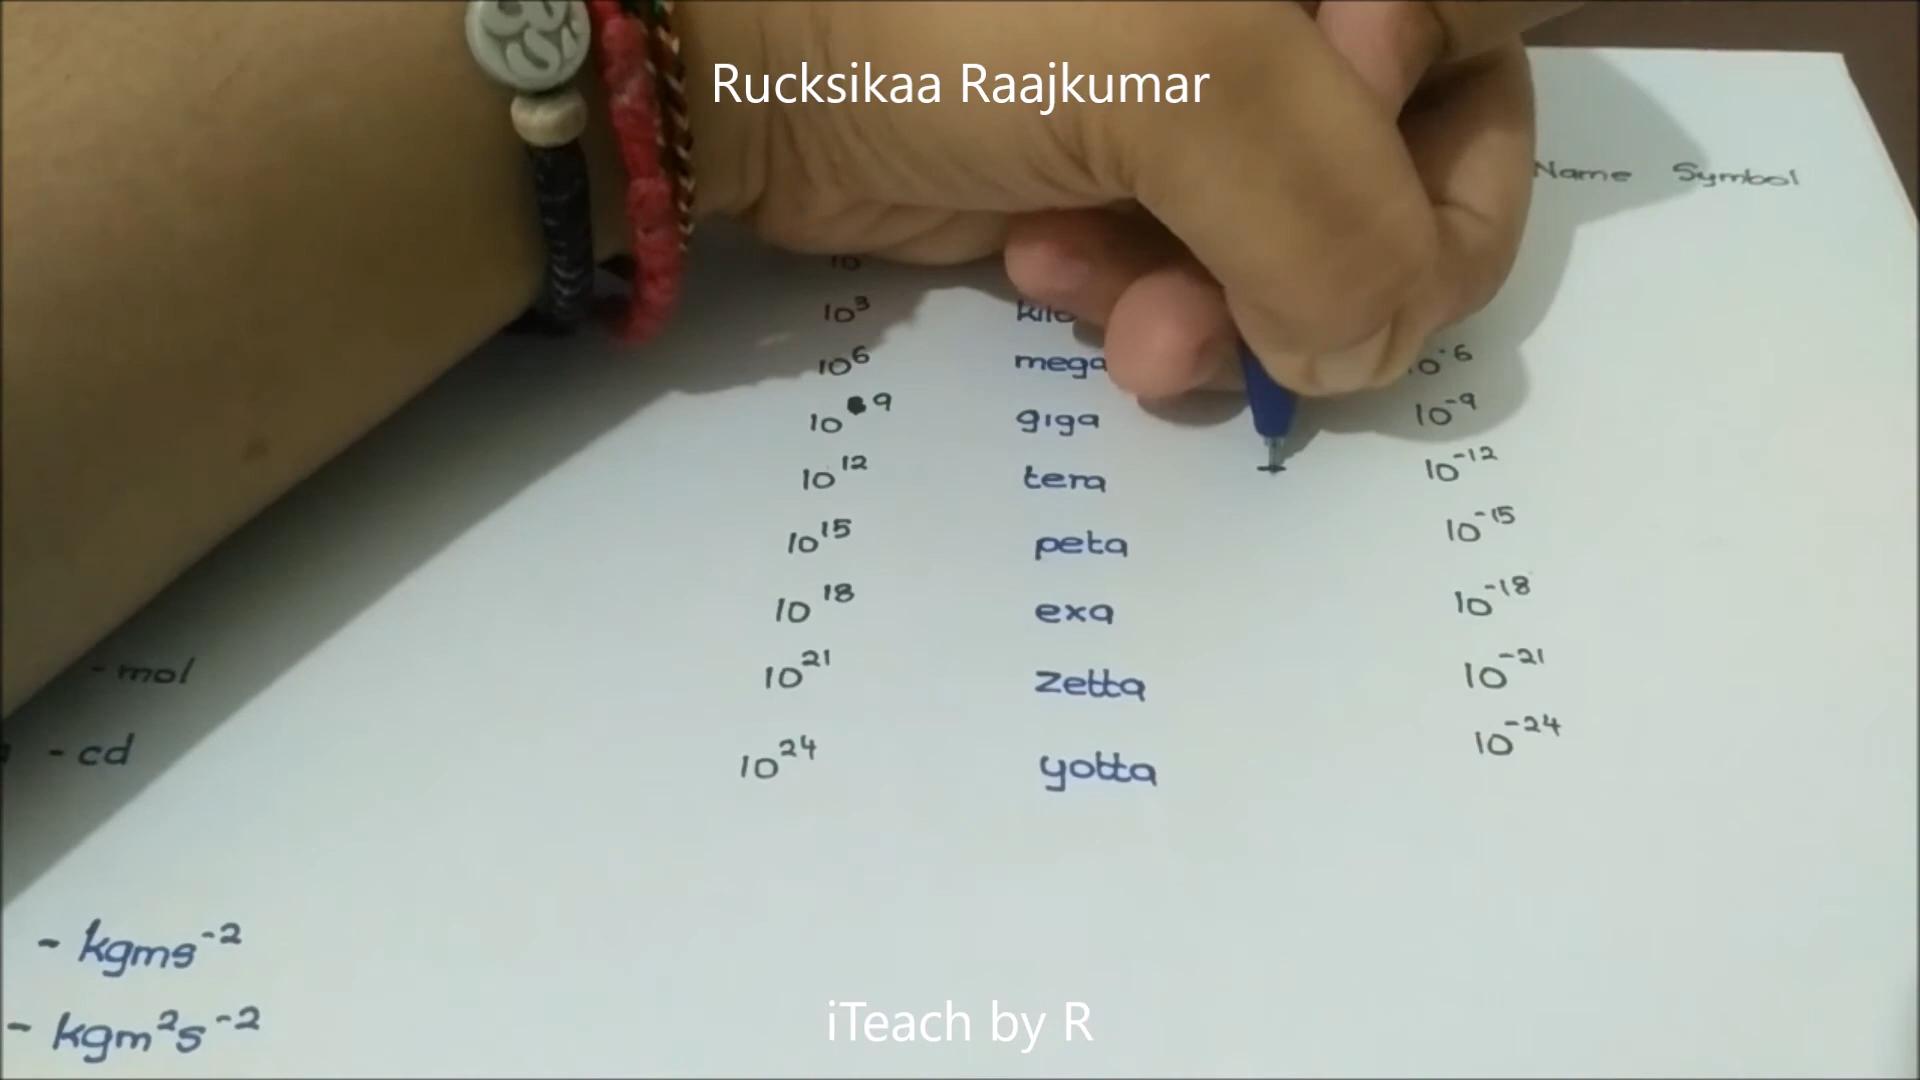 Rucksikaa Raajkumar
Name Symbol
10
10³ kilo
10⁶ mega 10⁻⁶
10⁹ giga 10⁻⁹
10¹² tera 10⁻¹²
10¹⁵ peta 10⁻¹⁵
10¹⁸ exa 10⁻¹⁸
- mol 10²¹ zetta 10⁻²¹
- cd 10²⁴ yotta 10⁻²⁴
- kgms⁻²
- kgm²s⁻²
iTeach by R